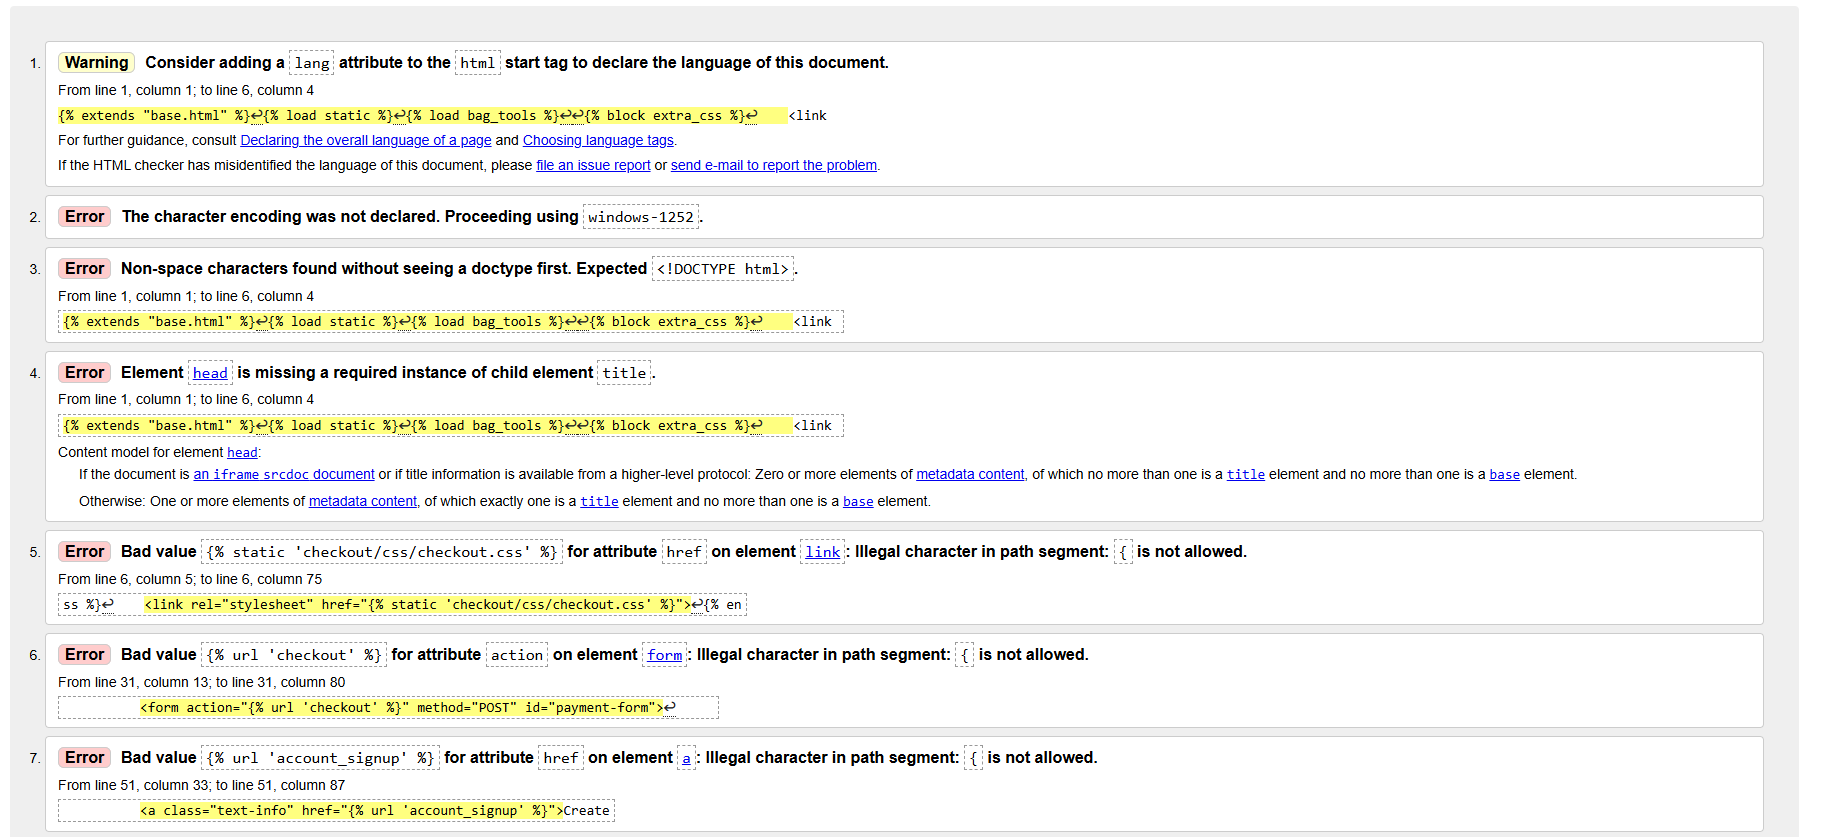 1. Warning Consider adding a lang attribute to the html start tag to declare the language of this document.
From line 1, column 1; to line 6, column 4
{% extends "base.html" %}↩{% load static %}↩{% load bag_tools %}↩↩{% block extra_css %}↩    <link
For further guidance, consult Declaring the overall language of a page and Choosing language tags.
If the HTML checker has misidentified the language of this document, please file an issue report or send e-mail to report the problem.
2. Error The character encoding was not declared. Proceeding using windows-1252.
3. Error Non-space characters found without seeing a doctype first. Expected <!DOCTYPE html>.
From line 1, column 1; to line 6, column 4
{% extends "base.html" %}↩{% load static %}↩{% load bag_tools %}↩↩{% block extra_css %}↩    <link
4. Error Element head is missing a required instance of child element title.
From line 1, column 1; to line 6, column 4
{% extends "base.html" %}↩{% load static %}↩{% load bag_tools %}↩↩{% block extra_css %}↩    <link
Content model for element head:
If the document is an iframe srcdoc document or if title information is available from a higher-level protocol: Zero or more elements of metadata content, of which no more than one is a title element and no more than one is a base element.
Otherwise: One or more elements of metadata content, of which exactly one is a title element and no more than one is a base element.
5. Error Bad value {% static 'checkout/css/checkout.css' %} for attribute href on element link: Illegal character in path segment: { is not allowed.
From line 6, column 5; to line 6, column 75
ss %}↩    <link rel="stylesheet" href="{% static 'checkout/css/checkout.css' %}">↩{% en
6. Error Bad value {% url 'checkout' %} for attribute action on element form: Illegal character in path segment: { is not allowed.
From line 31, column 13; to line 31, column 80
<form action="{% url 'checkout' %}" method="POST" id="payment-form">↩
7. Error Bad value {% url 'account_signup' %} for attribute href on element a: Illegal character in path segment: { is not allowed.
From line 51, column 33; to line 51, column 87
<a class="text-info" href="{% url 'account_signup' %}">Create